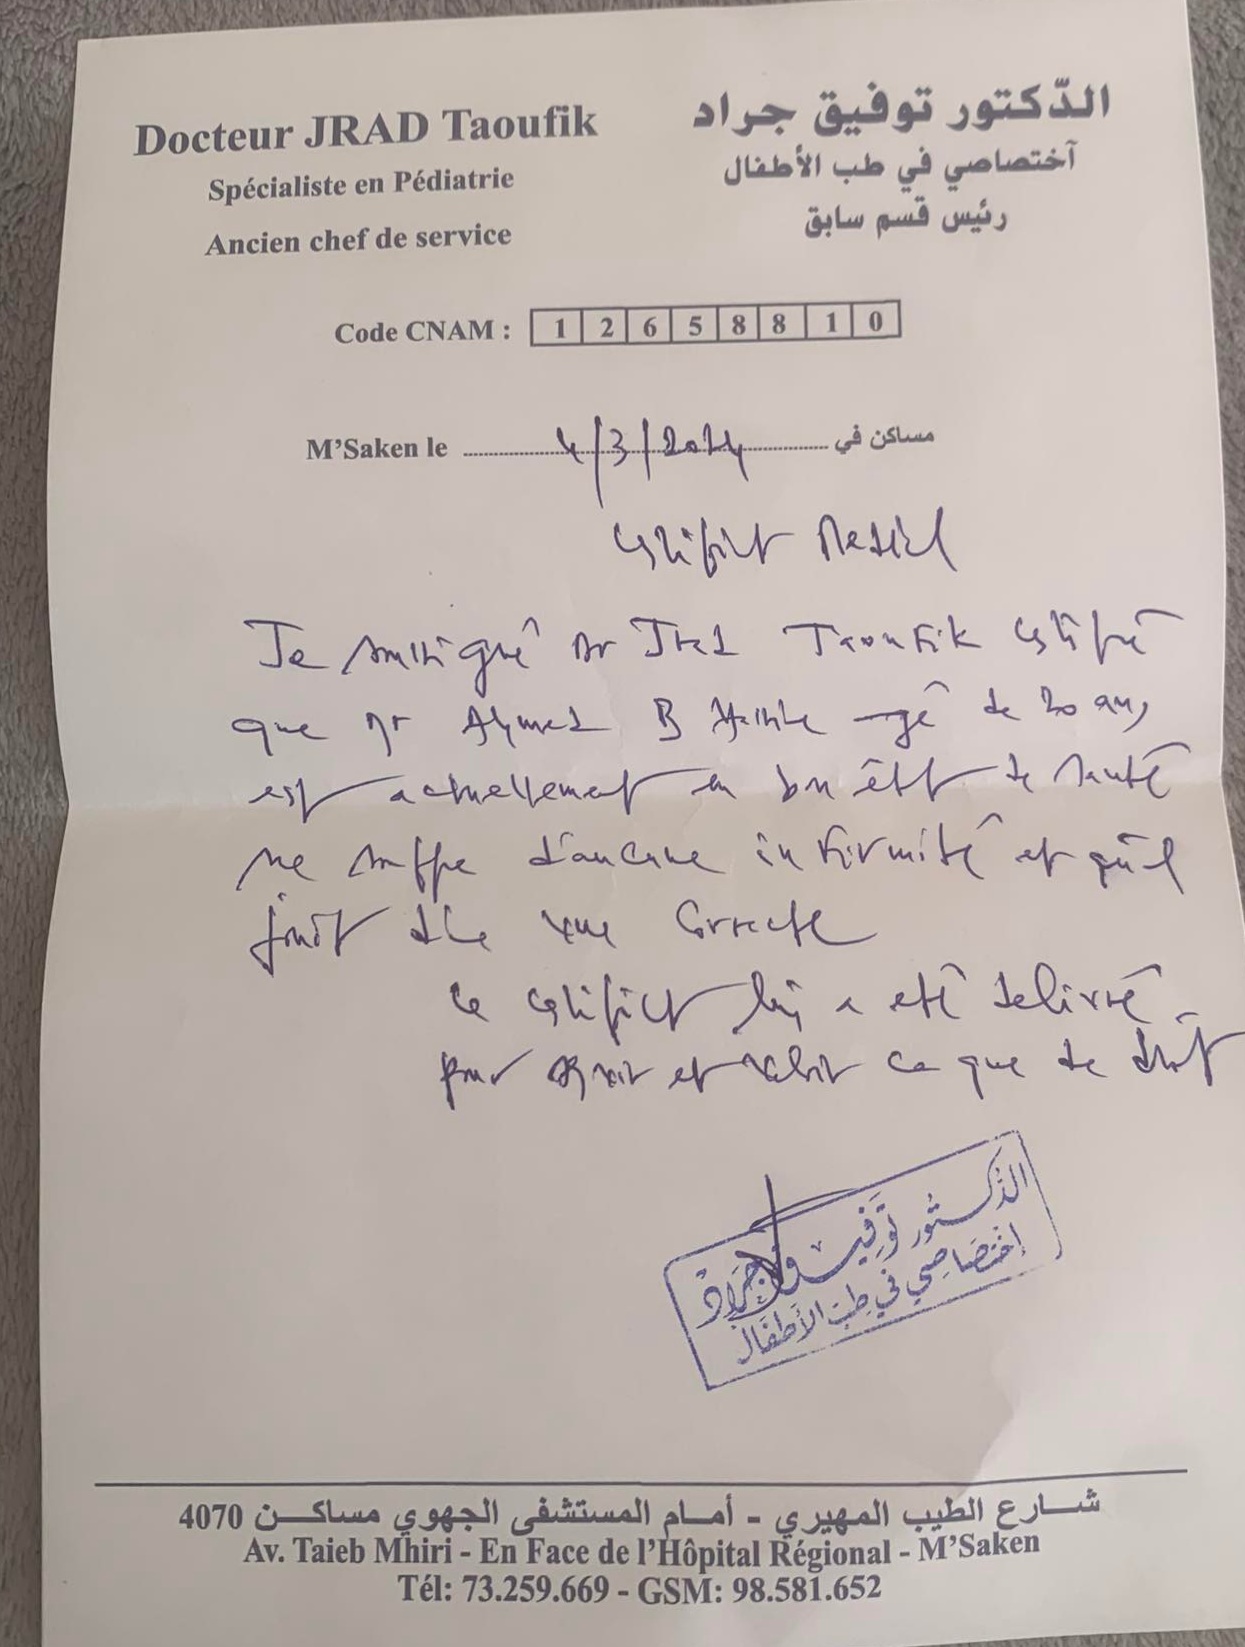 Docteur JRAD Taoufik
الدّكتور توفيق جراد
Spécialiste en Pédiatrie
آختصاصي في طب الأطفال
Ancien chef de service
رئيس قسم سابق
Code CNAM : 1 2 6 5 8 8 1 0
M'Saken le 4/3/2024 مساكن في
Certificat Medical
Je soussigné Dr Jrad Taoufik certifie
que Mr Ahmed B âgé de 20 ans
est actuellement en bon état de santé
ne souffre d'aucune infirmité et qu'il
jouit d'une vue correcte
Ce certificat lui a été delivré
pour servir et valoir ce que de droit
الدكتور توفيق جراد
إختصاصي في طب الأطفال
شارع الطيب المهيري - أمام المستشفى الجهوي مساكن 4070
Av. Taieb Mhiri - En Face de l'Hôpital Régional - M'Saken
Tél: 73.259.669 - GSM: 98.581.652